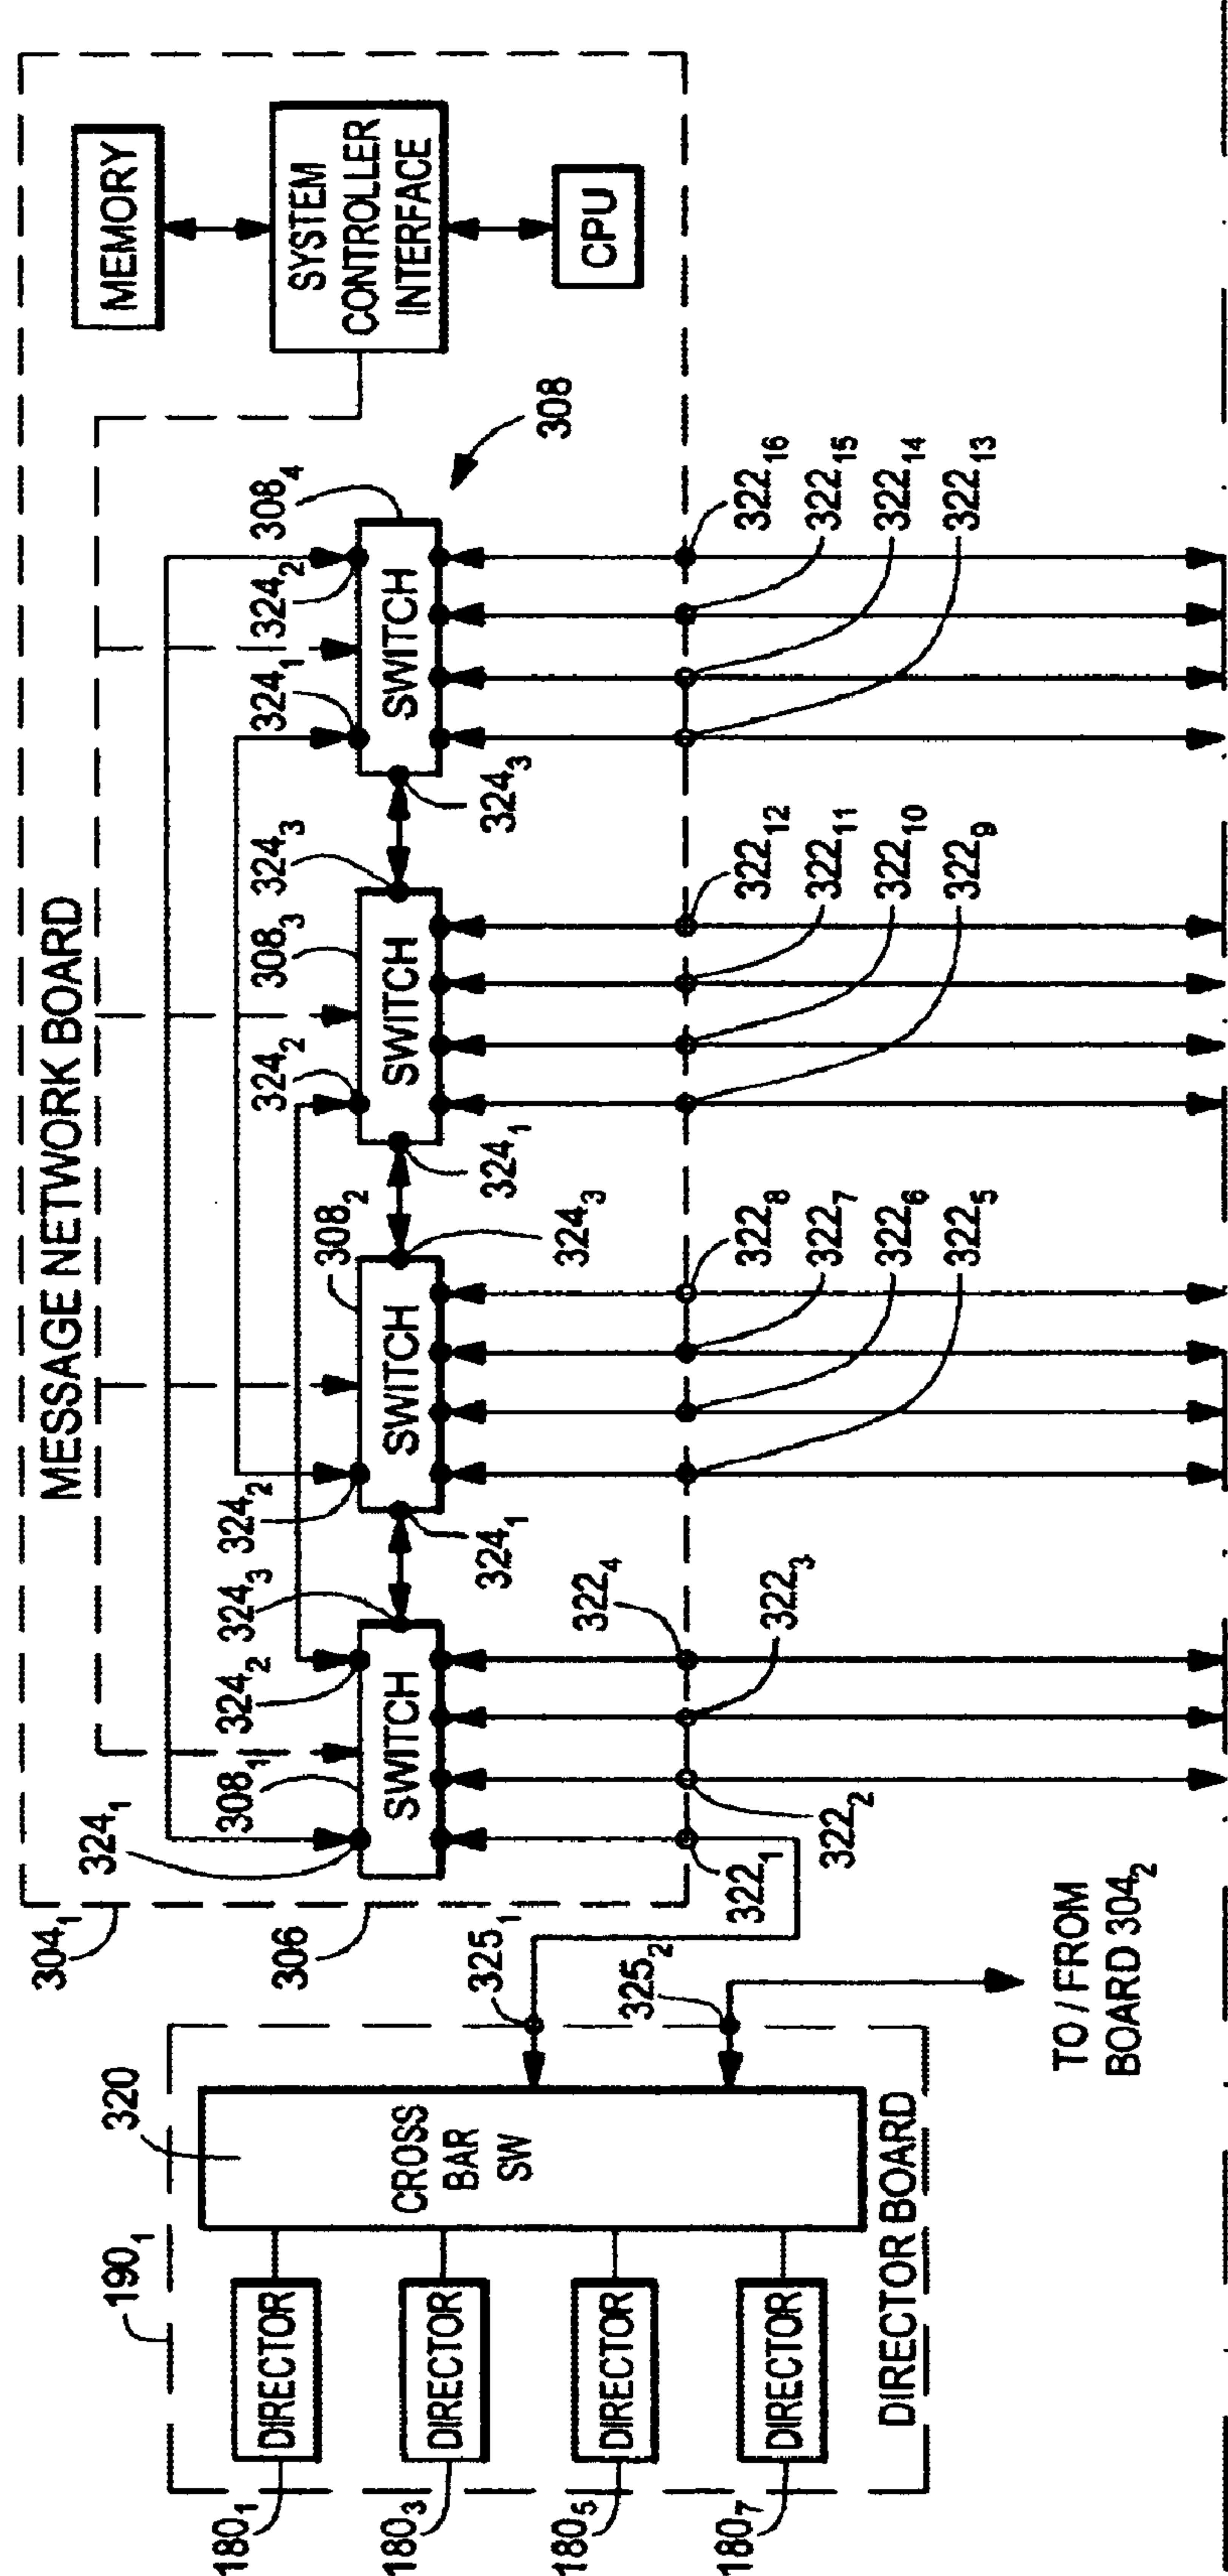 MESSAGE NETWORK BOARD
MEMORY
SYSTEM
CONTROLLER
INTERFACE
CPU
304₁
306
324₁
308₁
324₂
324₃
SWITCH
324₂
308₂
324₁
324₃
SWITCH
324₂
308₃
324₁
324₃
SWITCH
324₁
324₂
308₄
324₃
SWITCH
308
322₁
322₂
322₃
322₄
322₅
322₆
322₇
322₈
322₉
322₁₀
322₁₁
322₁₂
322₁₃
322₁₄
322₁₅
322₁₆
190₁
320
325₁
325₂
CROSS
BAR
SW
180₁
DIRECTOR
180₃
DIRECTOR
180₅
DIRECTOR
180₇
DIRECTOR
DIRECTOR BOARD
TO / FROM
BOARD 304₂